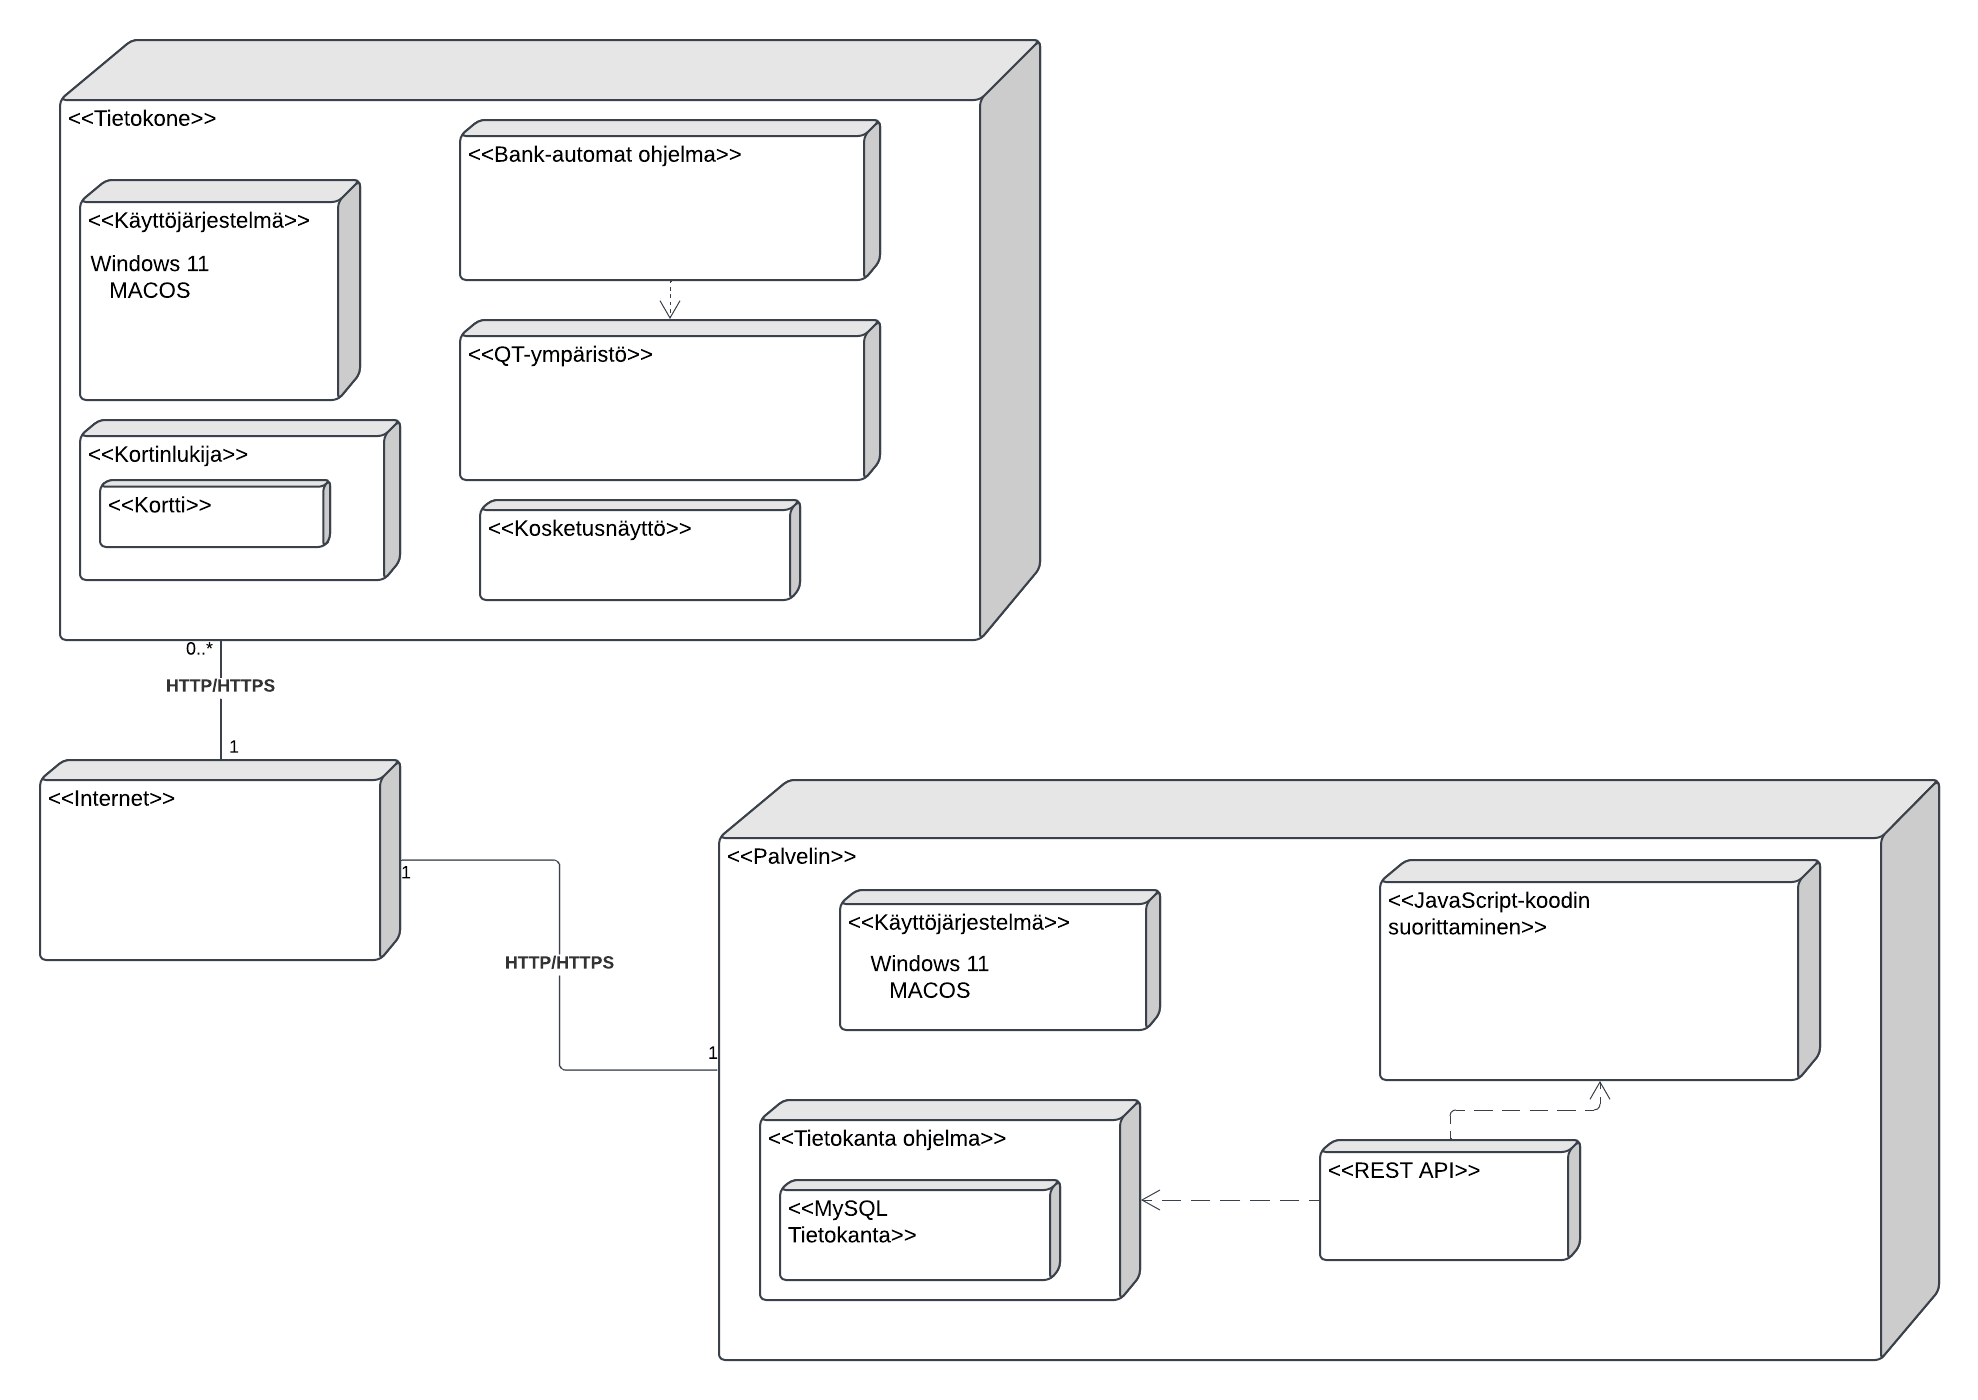 <<Tietokone>>
<<Käyttöjärjestelmä>>
Windows 11
MACOS
<<Kortinlukija>>
<<Kortti>>
<<Bank-automat ohjelma>>
<<QT-ympäristö>>
<<Kosketusnäyttö>>
0..*
HTTP/HTTPS
1
<<Internet>>
1
HTTP/HTTPS
1
<<Palvelin>>
<<Käyttöjärjestelmä>>
Windows 11
MACOS
<<JavaScript-koodin
suorittaminen>>
<<Tietokanta ohjelma>>
<<MySQL
Tietokanta>>
<<REST API>>